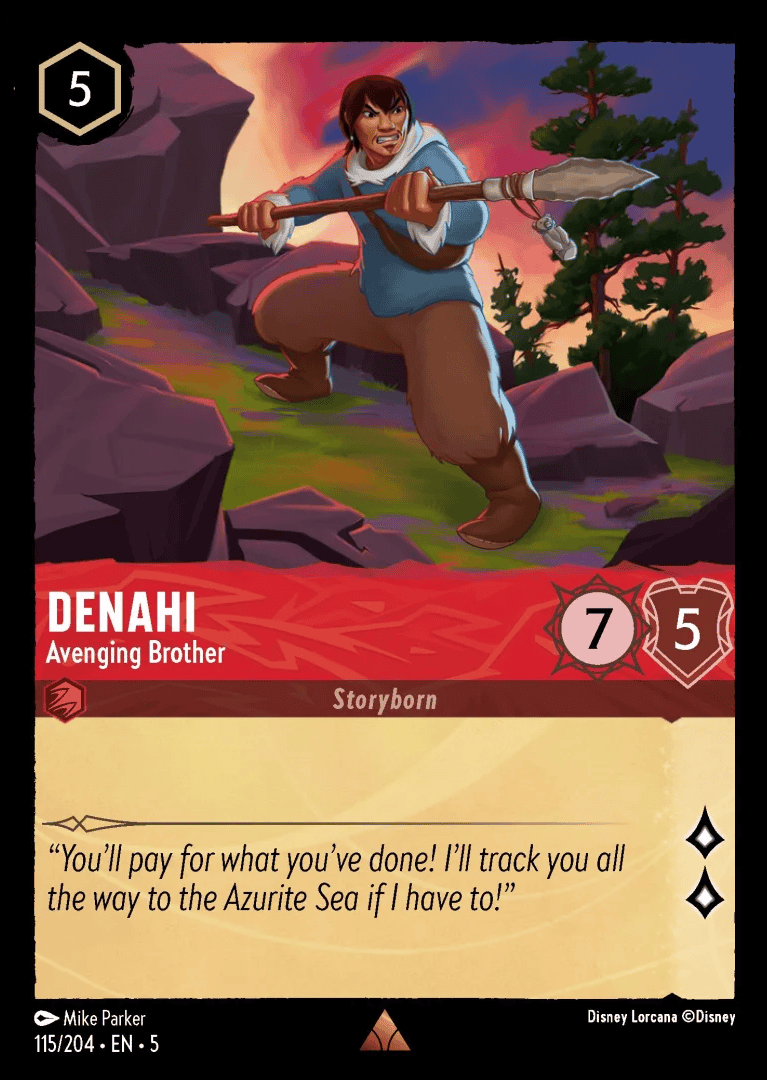 5
DENAHI
Avenging Brother
7 5
Storyborn
“You’ll pay for what you’ve done! I’ll track you all
the way to the Azurite Sea if I have to!”
Mike Parker
Disney Lorcana ©Disney
115/204 • EN • 5